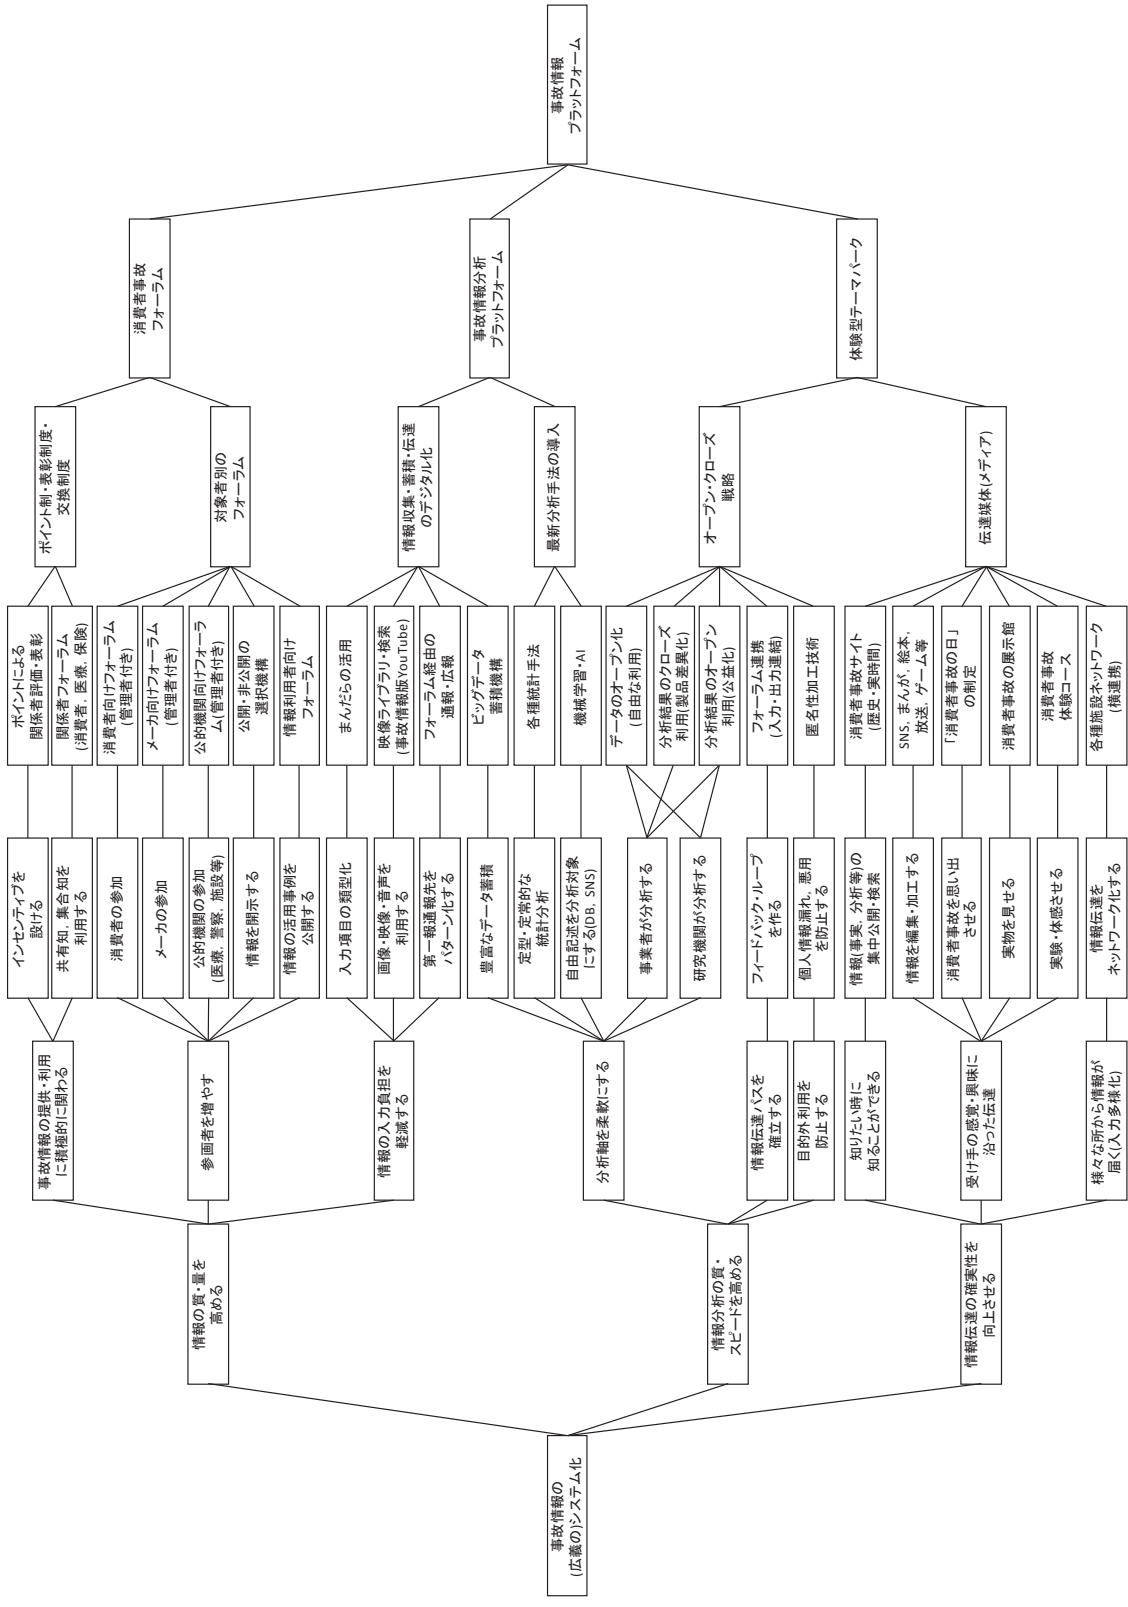 事故情報の
(広義の)システム化
情報の質・量を
高める
情報分析の質・
スピードを高める
情報伝達の確実性を
向上させる
事故情報の提供・利用
に積極的に関わる
参画者を増やす
情報の入力負担を
軽減する
分析軸を柔軟にする
情報伝達パスを
確立する
目的外利用を
防止する
知りたい時に
知ることができる
受け手の感覚・興味に
沿った伝達
様々な所から情報が
届く(入力多様化)
インセンティブを
設ける
共有知、集合知を
利用する
消費者の参加
メーカの参加
公的機関の参加
(医療、警察、施設等)
情報を開示する
情報の活用事例を
公開する
入力項目の類型化
画像・映像・音声を
利用する
第一報通報先を
パターン化する
豊富なデータ蓄積
定型・定常的な
統計分析
自由記述を分析対象
にする(DB, SNS)
事業者が分析する
研究機関が分析する
フィードバック・ループ
を作る
個人情報漏れ、悪用
を防止する
情報(事実、分析等)の
集中公開・検索
情報を編集・加工する
消費者事故を思い出
させる
実物を見せる
実験・体感させる
情報伝達を
ネットワーク化する
ポイントによる
関係者評価・表彰
関係者フォーラム
(消費者、医療、保険)
消費者向けフォーラム
(管理者付き)
メーカ向けフォーラム
(管理者付き)
公的機関向けフォーラ
ム(管理者付き)
公開・非公開の
選択機構
情報利用者向け
フォーラム
まんだらの活用
映像ライブラリ・検索
(事故情報版YouTube)
フォーラム経由の
通報・広報
ビッグデータ
蓄積機構
各種統計手法
機械学習・AI
データのオープン化
(自由な利用)
分析結果のクローズ
利用(製品差異化)
分析結果のオープン
利用(公益化)
フォーラム連携
(入力・出力連結)
匿名性加工技術
消費者事故サイト
(歴史・実時間)
SNS、まんが、絵本、
放送、ゲーム等
「消費者事故の日」
の制定
消費者事故の展示館
消費者事故
体験コース
各種施設ネットワーク
(横連携)
ポイント制・表彰制度・
交換制度
対象者別の
フォーラム
情報収集・蓄積・伝達
のデジタル化
最新分析手法の導入
オープン・クローズ
戦略
伝達媒体(メディア)
消費者事故
フォーラム
事故情報分析
プラットフォーム
体験型テーマパーク
事故情報
プラットフォーム